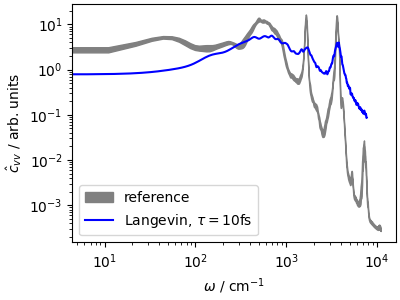 10¹
10⁰
10⁻¹
10⁻²
10⁻³
ĉ_vv / arb. units
reference
Langevin, τ = 10fs
10¹ 10² 10³ 10⁴
ω / cm⁻¹